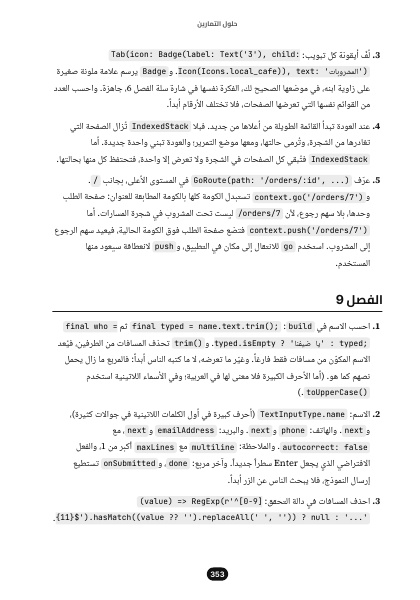 حلول التمارين
3. لُفّ أيقونة كل تبويب: Tab(icon: Badge(label: Text('3'), child:
Icon(Icons.local_cafe)), text: 'المشروبات'). و Badge يرسم علامة ملونة صغيرة
على زاوية ابنه، في موضعها الصحيح لك، الفكرة نفسها في شارة سلة الفصل 6، جاهزة. واحسب العدد
من القوائم نفسها التي تعرضها الصفحات، فلا تختلف الأرقام أبداً.
4. عند العودة تبدأ القائمة الطويلة من أعلاها من جديد. فبلا IndexedStack تُزال الصفحة التي
تغادرها من الشجرة، وتُرمى حالتها، ومعها موضع التمرير؛ والعودة تبني واحدة جديدة. أما
IndexedStack فتُبقي كل الصفحات في الشجرة ولا تعرض إلا واحدة، فتحتفظ كل منها بحالتها.
5. عرّف GoRoute(path: '/orders/:id', ...) في المستوى الأعلى، بجانب / .
و context.go('/orders/7') تستبدل الكومة كلها بالكومة المطابقة للعنوان: صفحة الطلب
وحدها، بلا سهم رجوع، لأن /orders/7 ليست تحت المشروب في شجرة المسارات. أما
context.push('/orders/7') فتضع صفحة الطلب فوق الكومة الحالية، فيعيد سهم الرجوع
إلى المشروب. استخدم go للانتقال إلى مكان في التطبيق، و push لانعطافة سيعود منها
المستخدم.
الفصل 9
1. احسب الاسم في build : final typed = name.text.trim(); ثم final who =
typed.isEmpty ? 'يا ضيفنا' : typed;. و trim() تحذف المسافات من الطرفين، فيُعد
الاسم المكوّن من مسافات فقط فارغاً. وغيّر ما تعرضه، لا ما كتبه الناس أبداً: فالمربع ما زال يحمل
نصهم كما هو. (أما الأحرف الكبيرة فلا معنى لها في العربية؛ وفي الأسماء اللاتينية استخدم
toUpperCase() .)
2. الاسم: TextInputType.name (أحرف كبيرة في أول الكلمات اللاتينية في جوالات كثيرة)،
و next . والهاتف: phone و next . والبريد: emailAddress و next ، مع
autocorrect: false . والملاحظة: multiline مع maxLines أكبر من 1، والفعل
الافتراضي الذي يجعل Enter سطراً جديداً. وآخر مربع: done ، و onSubmitted تستطيع
إرسال النموذج، فلا يبحث الناس عن الزر أبداً.
3. احذف المسافات في دالة التحقق: (value) => RegExp(r'^[0-9]
{11}$').hasMatch((value ?? '').replaceAll(' ', '')) ? null : '...'.
353